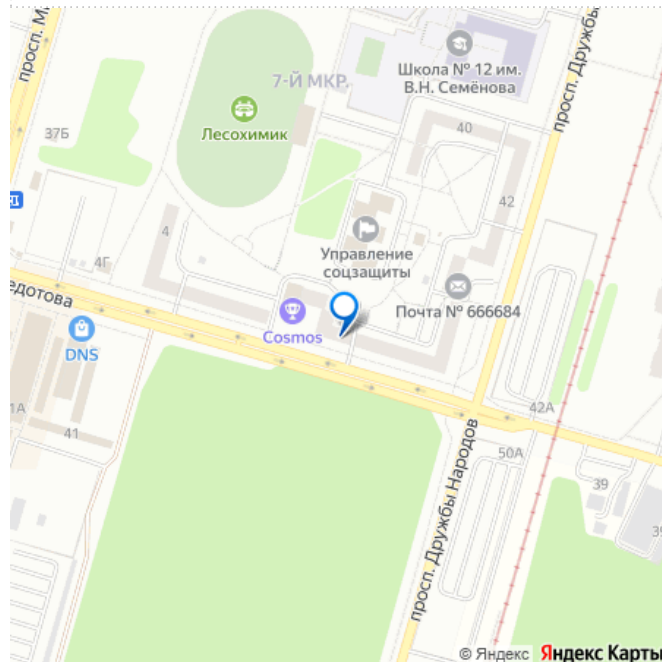 просп. М
просп. Дружбы
Школа № 12 им.
В.Н. Семёнова
7-Й МКР.
Лесохимик
37Б
40
42
4
4Г
Управление
соцзащиты
Почта № 666684
Cosmos
едотова
DNS
1А
41
42А
50А
39
просп. Дружбы Народов
© Яндекс Яндекс Карты